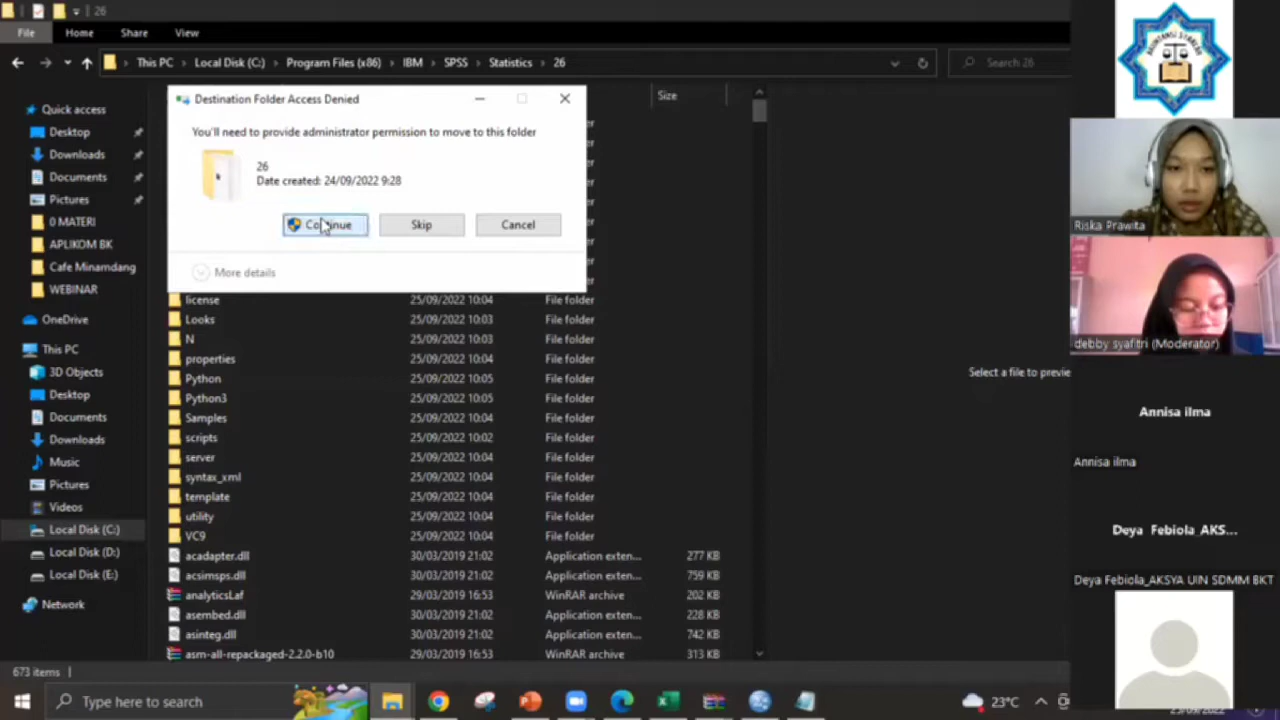 26
File Home Share View
This PC Local Disk (C:) Program Files (x86) IBM SPSS Statistics 26
Search 26
Destination Folder Access Denied
You'll need to provide administrator permission to move to this folder
26
Date created: 24/09/2022 9:28
Continue Skip Cancel
More details
Size
Quick access
Desktop
Downloads
Documents
Pictures
0 MATERI
APLIKOM BK
Cafe Minamdang
WEBINAR
OneDrive
This PC
3D Objects
Desktop
Documents
Downloads
Music
Pictures
Videos
Local Disk (C:)
Local Disk (D:)
Local Disk (E:)
Network
license 25/09/2022 10:04 File folder
Looks 25/09/2022 10:03 File folder
N 25/09/2022 10:03 File folder
properties 25/09/2022 10:04 File folder
Python 25/09/2022 10:05 File folder
Python3 25/09/2022 10:05 File folder
Samples 25/09/2022 10:04 File folder
scripts 25/09/2022 10:02 File folder
server 25/09/2022 10:04 File folder
syntax_xml 25/09/2022 10:04 File folder
template 25/09/2022 10:04 File folder
utility 25/09/2022 10:04 File folder
VC9 25/09/2022 10:04 File folder
acadapter.dll 30/03/2019 21:02 Application exten... 277 KB
acsimsps.dll 30/03/2019 21:02 Application exten... 759 KB
analyticsLaf 29/03/2019 16:53 WinRAR archive 202 KB
asembed.dll 30/03/2019 21:02 Application exten... 228 KB
asinteg.dll 30/03/2019 21:02 Application exten... 742 KB
asm-all-repackaged-2.2.0-b10 29/03/2019 16:53 WinRAR archive 313 KB
Select a file to previe
673 items
Type here to search
23°C
25/09/2022
AKUNTANSI SYARIAH
Riska Prawita
debby syafitri (Moderator)
Annisa ilma
Annisa ilma
Deya Febiola_AKS...
Deya Febiola_AKSYA UIN SDMM BKT